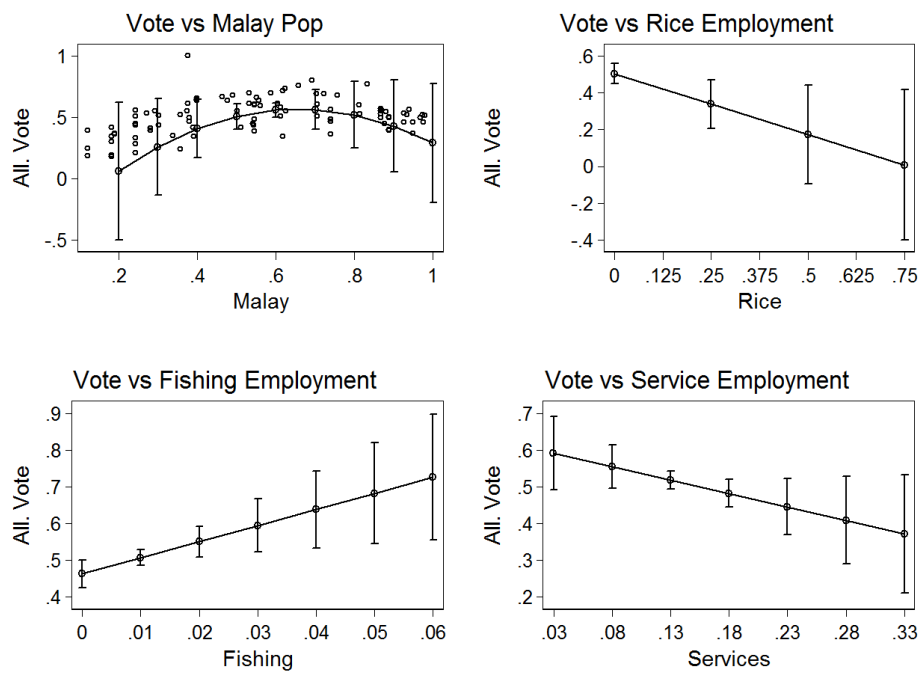 Vote vs Malay Pop
All. Vote
1
.5
0
-.5
.2 .4 .6 .8 1
Malay
Vote vs Rice Employment
All. Vote
.6
.4
.2
0
-.2
-.4
0 .125 .25 .375 .5 .625 .75
Rice
Vote vs Fishing Employment
All. Vote
.9
.8
.7
.6
.5
.4
0 .01 .02 .03 .04 .05 .06
Fishing
Vote vs Service Employment
All. Vote
.7
.6
.5
.4
.3
.2
.03 .08 .13 .18 .23 .28 .33
Services